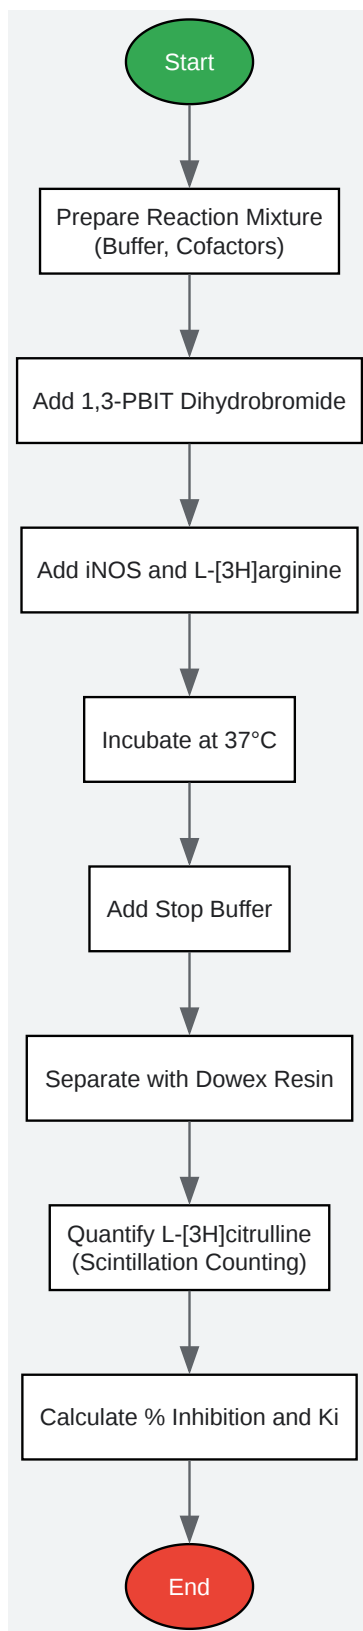 Start
Prepare Reaction Mixture
(Buffer, Cofactors)
Add 1,3-PBIT Dihydrobromide
Add iNOS and L-[3H]arginine
Incubate at 37°C
Add Stop Buffer
Separate with Dowex Resin
Quantify L-[3H]citrulline
(Scintillation Counting)
Calculate % Inhibition and Ki
End